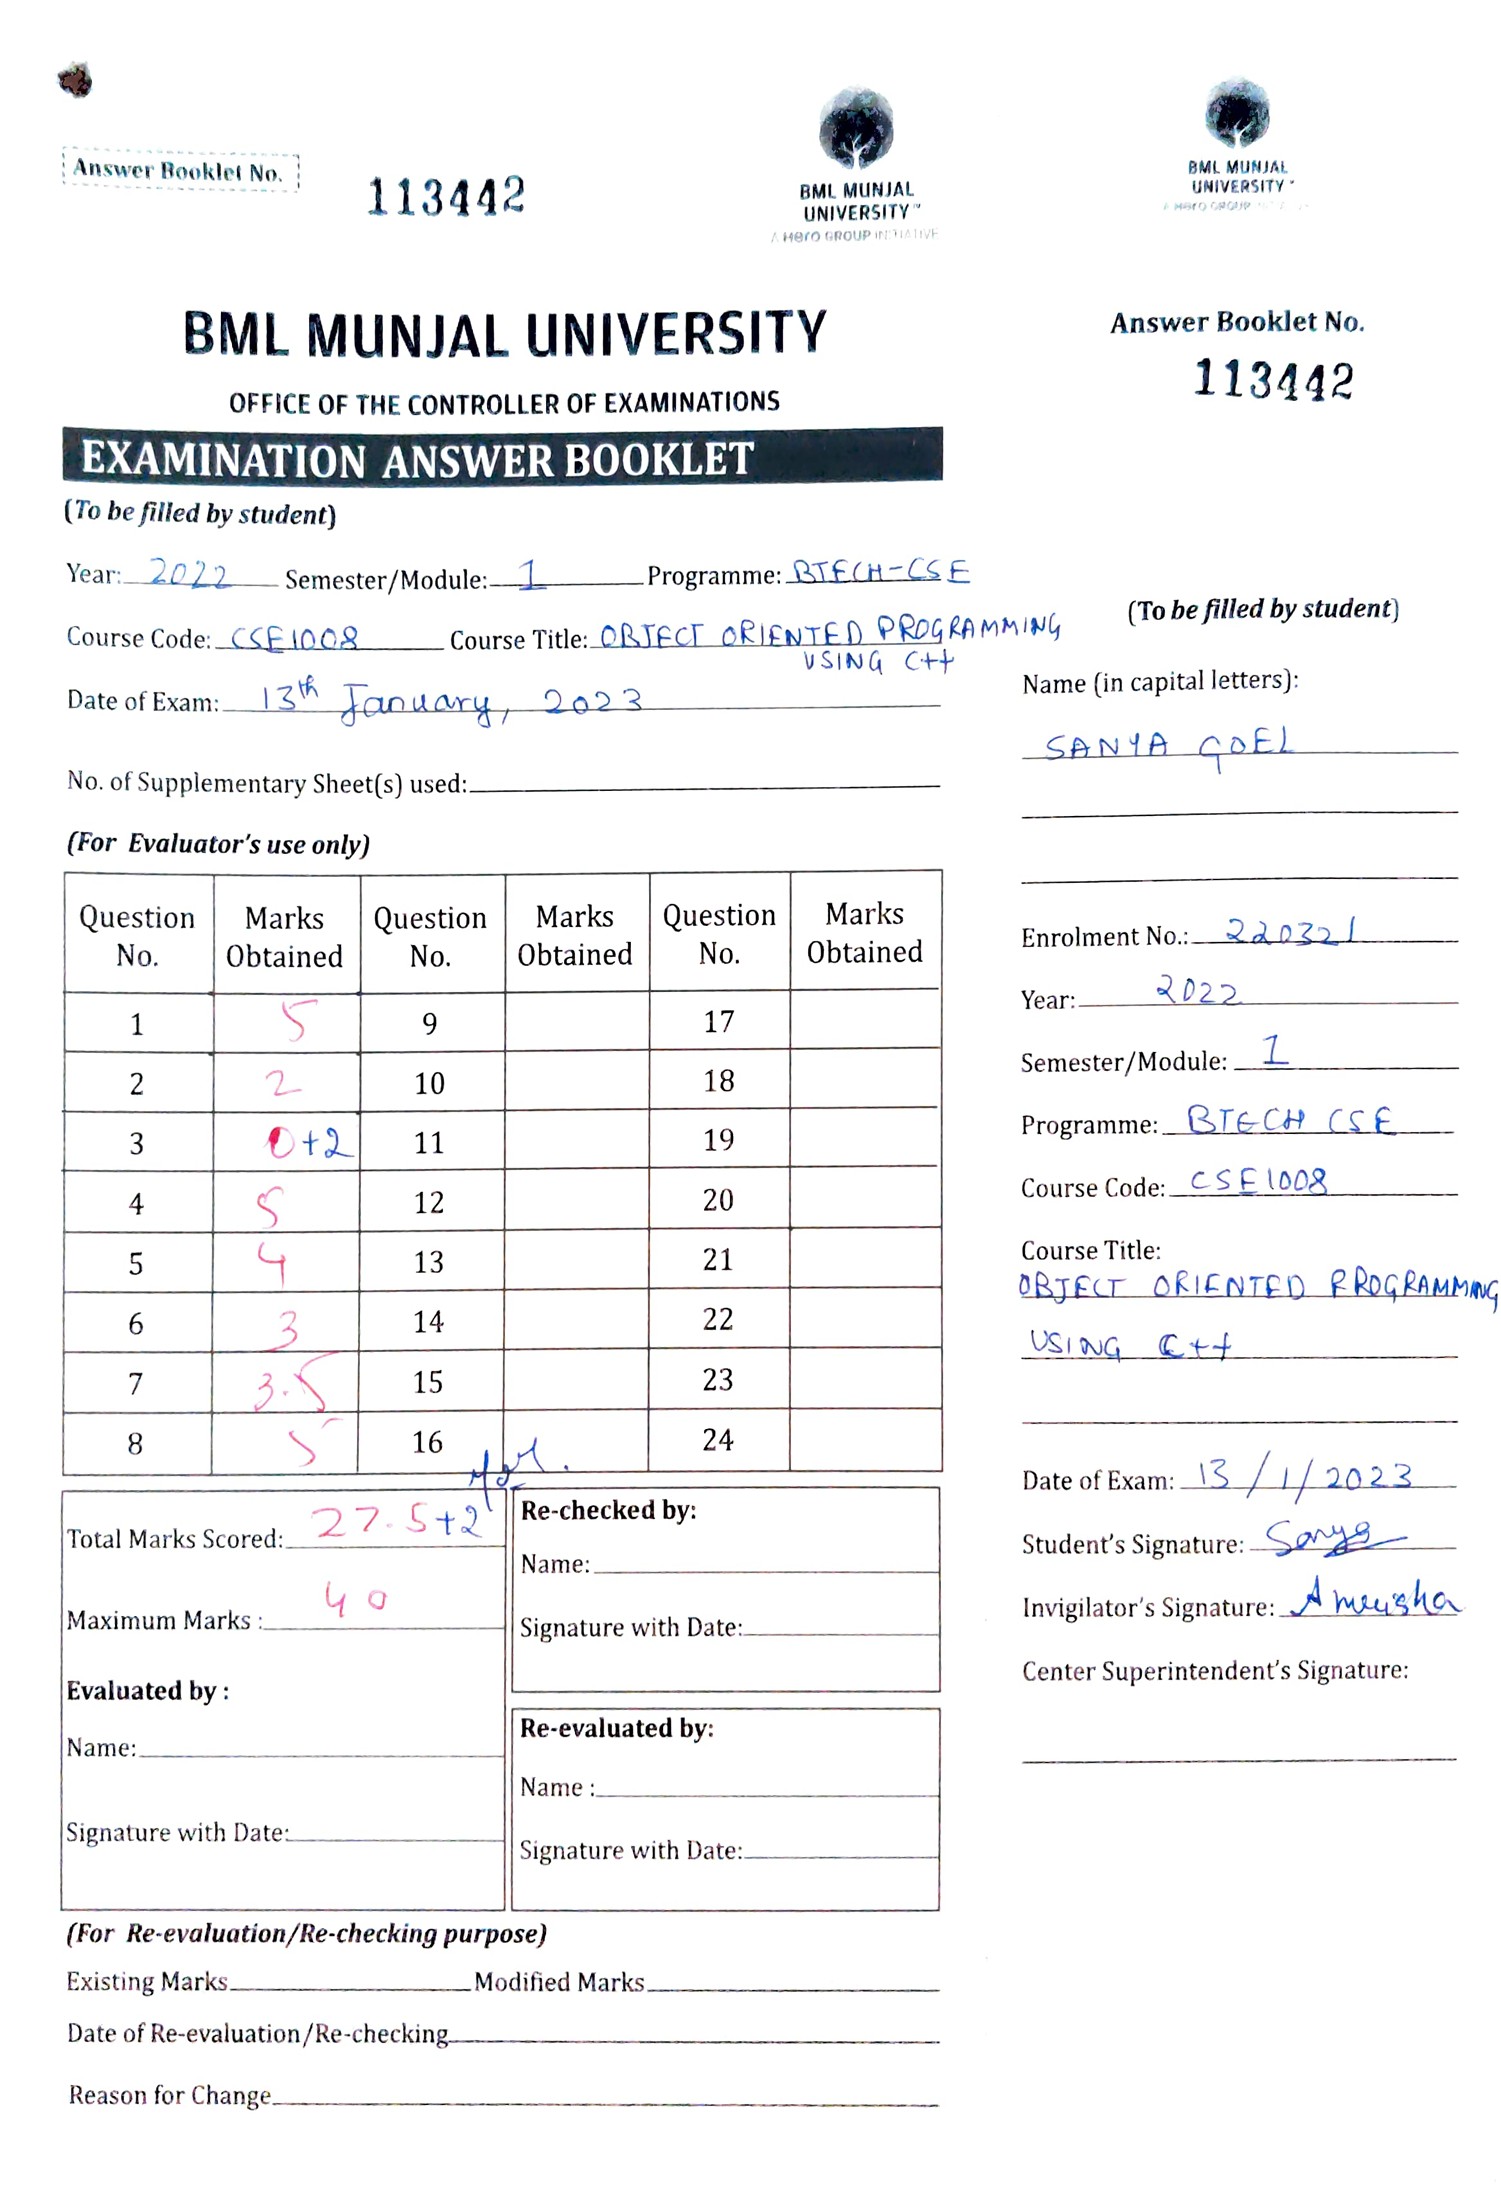 Answer Booklet No.
113442
BML MUNJAL
UNIVERSITY™
A Hero GROUP INITIATIVE
BML MUNJAL UNIVERSITY
OFFICE OF THE CONTROLLER OF EXAMINATIONS
EXAMINATION ANSWER BOOKLET
(To be filled by student)
Year: 2022 Semester/Module: 1 Programme: BTECH-CSE
Course Code: CSE1008 Course Title: OBJECT ORIENTED PROGRAMMING
USING C++
Date of Exam: 13th January, 2023
No. of Supplementary Sheet(s) used:
(For Evaluator's use only)
Question No. Marks Obtained Question No. Marks Obtained Question No. Marks Obtained
1 5 9 17
2 2 10 18
3 0+2 11 19
4 5 12 20
5 4 13 21
6 3 14 22
7 3.5 15 23
8 5 16 24
Total Marks Scored: 27.5+2
Maximum Marks : 40
Evaluated by :
Name:
Signature with Date:
Re-checked by:
Name:
Signature with Date:
Re-evaluated by:
Name :
Signature with Date:
(For Re-evaluation/Re-checking purpose)
Existing Marks Modified Marks
Date of Re-evaluation/Re-checking
Reason for Change
BML MUNJAL
UNIVERSITY™
A Hero GROUP
Answer Booklet No.
113442
(To be filled by student)
Name (in capital letters):
SANYA GOEL
Enrolment No.: 220321
Year: 2022
Semester/Module: 1
Programme: BTECH CSE
Course Code: CSE1008
Course Title:
OBJECT ORIENTED PROGRAMMING
USING C++
Date of Exam: 13/1/2023
Student's Signature: Sanya
Invigilator's Signature:
Center Superintendent's Signature: